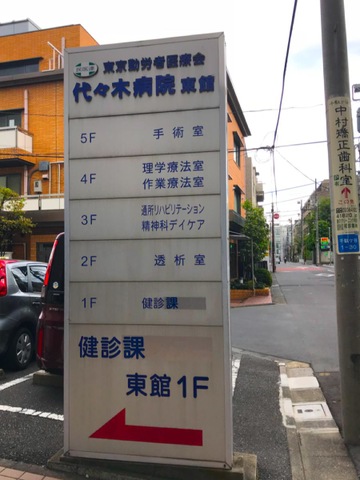 東京勤労者医療会
代々木病院 東館
5F 手術室
4F 理学療法室
作業療法室
3F 通所リハビリテーション
精神科デイケア
2F 透析室
1F 健診課
健診課
東館1F
中村矯正歯科室